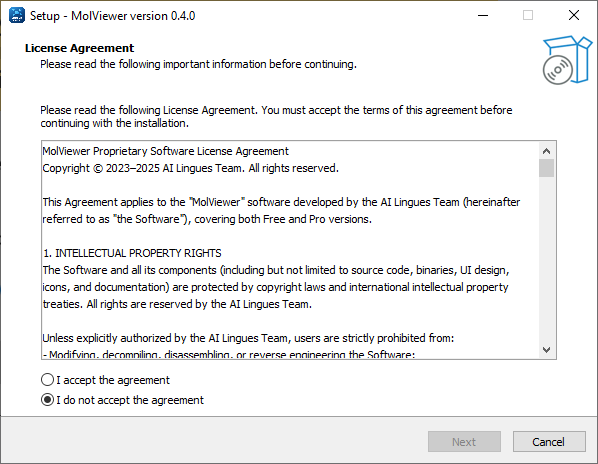 Setup - MolViewer version 0.4.0
License Agreement
Please read the following important information before continuing.
Please read the following License Agreement. You must accept the terms of this agreement before
continuing with the installation.
MolViewer Proprietary Software License Agreement
Copyright © 2023–2025 AI Lingues Team. All rights reserved.
This Agreement applies to the "MolViewer" software developed by the AI Lingues Team (hereinafter
referred to as "the Software"), covering both Free and Pro versions.
1. INTELLECTUAL PROPERTY RIGHTS
The Software and all its components (including but not limited to source code, binaries, UI design,
icons, and documentation) are protected by copyright laws and international intellectual property
treaties. All rights are reserved by the AI Lingues Team.
Unless explicitly authorized by the AI Lingues Team, users are strictly prohibited from:
- Modifying, decompiling, disassembling, or reverse engineering the Software;
I accept the agreement
I do not accept the agreement
Next
Cancel